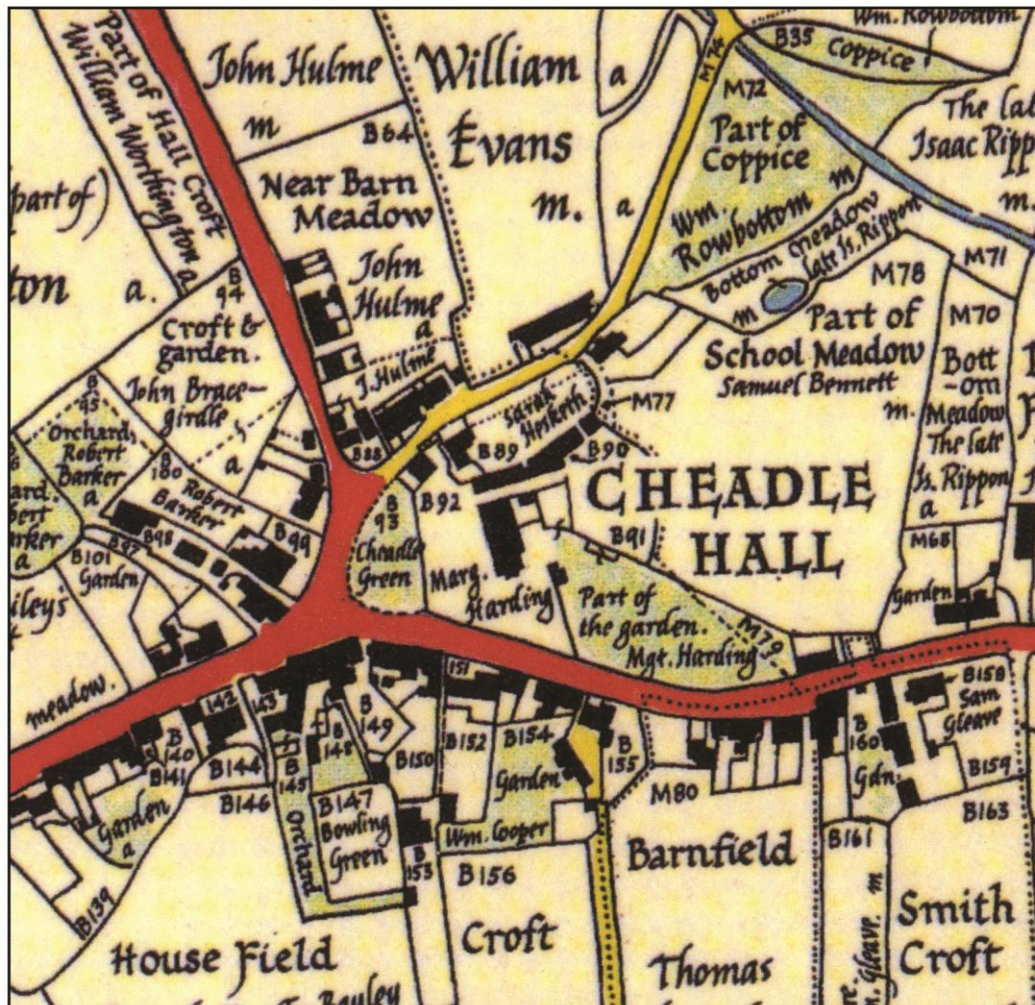 Wm. Rowbottom
B35
Coppice
Part of Hall Croft
William Worthington a
John Hulme
m
William
Evans
m.
a
a
M74
M72
Part of
Coppice
Wm.
Rowbottom
m
Isaac
m.
part of)
ton a.
B64
Near Barn
Meadow
John
Hulme
a
J. Hulme
Bottom Meadow
late Is. Rippon
m
M78
M71
M70
Part of
School Meadow
Samuel Bennett
m.
Bott
-om
Meadow
The late
Is. Rippon
a
B
94
Croft &
garden.
John Brace-
girdle
a
B
95
Orchard
Robert
Barker
a
B
180
Robert
Barker
Sarah
Hesketh
M77
B88
B89
B90
B92
B
93
Cheadle
Green
CHEADLE
HALL
B91
M68
Garden
B97
B98
B99
B101
Garden
Marg.
Harding
Part of
the garden.
Mgt. Harding
M79
meadow.
142
143
151
B
140
B141
B144
B
145
B146
B
148
B
149
B150
B152
B154
Garden
B
155
M80
B
160
Gdn.
B158
Sam
Gleave
B159
B163
B161
Garden
a
B139
Orchard
B147
Bowling
Green
B
153
Wm. Cooper
B156
Croft
Barnfield
Thomas
Smith
Croft
Gleave. m
House Field
Bayley